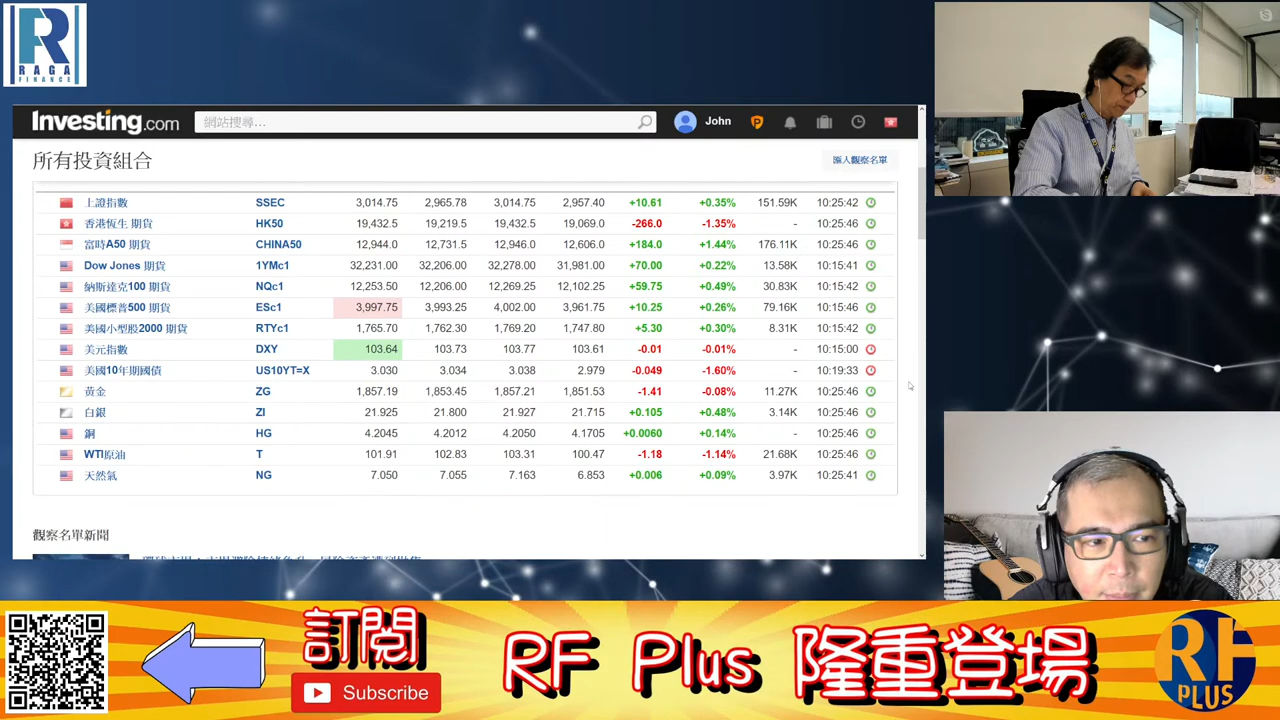 RAGA
FINANCE
Investing.com
網站搜尋...
John
所有投資組合
匯入觀察名單
上證指數 SSEC 3,014.75 2,965.78 3,014.75 2,957.40 +10.61 +0.35% 151.59K 10:25:42
香港恆生 期貨 HK50 19,432.5 19,219.5 19,432.5 19,069.0 -266.0 -1.35% - 10:25:46
富時A50 期貨 CHINA50 12,944.0 12,731.5 12,946.0 12,606.0 +184.0 +1.44% 176.11K 10:25:46
Dow Jones 期貨 1YMc1 32,231.00 32,206.00 32,278.00 31,981.00 +70.00 +0.22% 13.58K 10:15:41
納斯達克100 期貨 NQc1 12,253.50 12,206.00 12,269.25 12,102.25 +59.75 +0.49% 30.83K 10:15:42
美國標普500 期貨 ESc1 3,997.75 3,993.25 4,002.00 3,961.75 +10.25 +0.26% 79.16K 10:15:42
美國小型股2000 期貨 RTYc1 1,765.70 1,762.30 1,769.20 1,747.80 +5.30 +0.30% 8.31K 10:15:42
美元指數 DXY 103.64 103.73 103.77 103.61 -0.01 -0.01% - 10:15:00
美國10年期國債 US10YT=X 3.030 3.034 3.038 2.979 -0.049 -1.60% - 10:19:33
黃金 ZG 1,857.19 1,853.45 1,857.21 1,851.53 -1.41 -0.08% 11.27K 10:25:46
白銀 ZI 21.925 21.800 21.927 21.715 +0.105 +0.48% 3.14K 10:25:46
銅 HG 4.2045 4.2012 4.2050 4.1705 +0.0060 +0.14% - 10:25:46
WTI原油 T 101.91 102.83 103.31 100.47 -1.18 -1.14% 21.68K 10:25:46
天然氣 NG 7.050 7.055 7.163 6.853 +0.006 +0.09% 3.97K 10:25:41
觀察名單新聞
訂閱
Subscribe
RF Plus 隆重登場
RF
PLUS